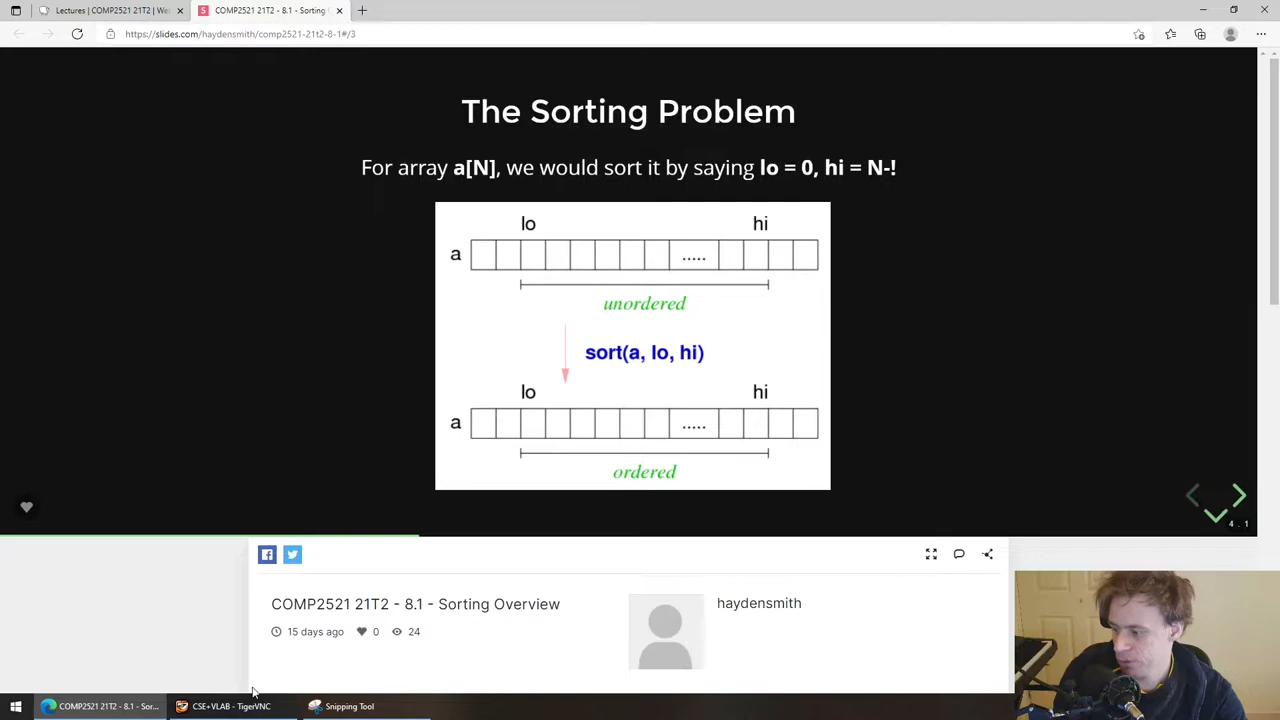 Lectures | COMP2521 21T2 | We
COMP2521 21T2 - 8.1 - Sorting
https://slides.com/haydensmith/comp2521-21t2-8-1#/3
The Sorting Problem
For array a[N], we would sort it by saying lo = 0, hi = N-!
lo hi
a .....
unordered
sort(a, lo, hi)
lo hi
a .....
ordered
4.1
COMP2521 21T2 - 8.1 - Sorting Overview
haydensmith
15 days ago 0 24
COMP2521 21T2 - 8.1 - Sor...
CSE+VLAB - TigerVNC
Snipping Tool